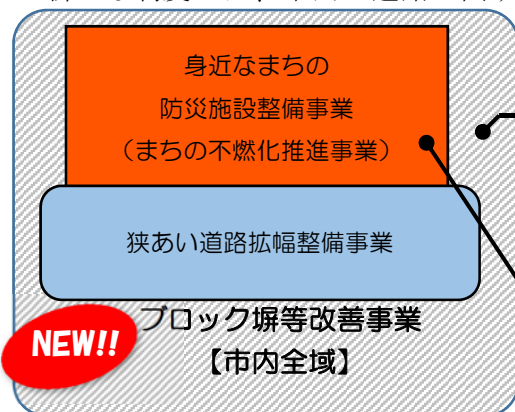 身近なまちの
防災施設整備事業
（まちの不燃化推進事業）
狭あい道路拡幅整備事業
NEW!!
ブロック塀等改善事業
【市内全域】